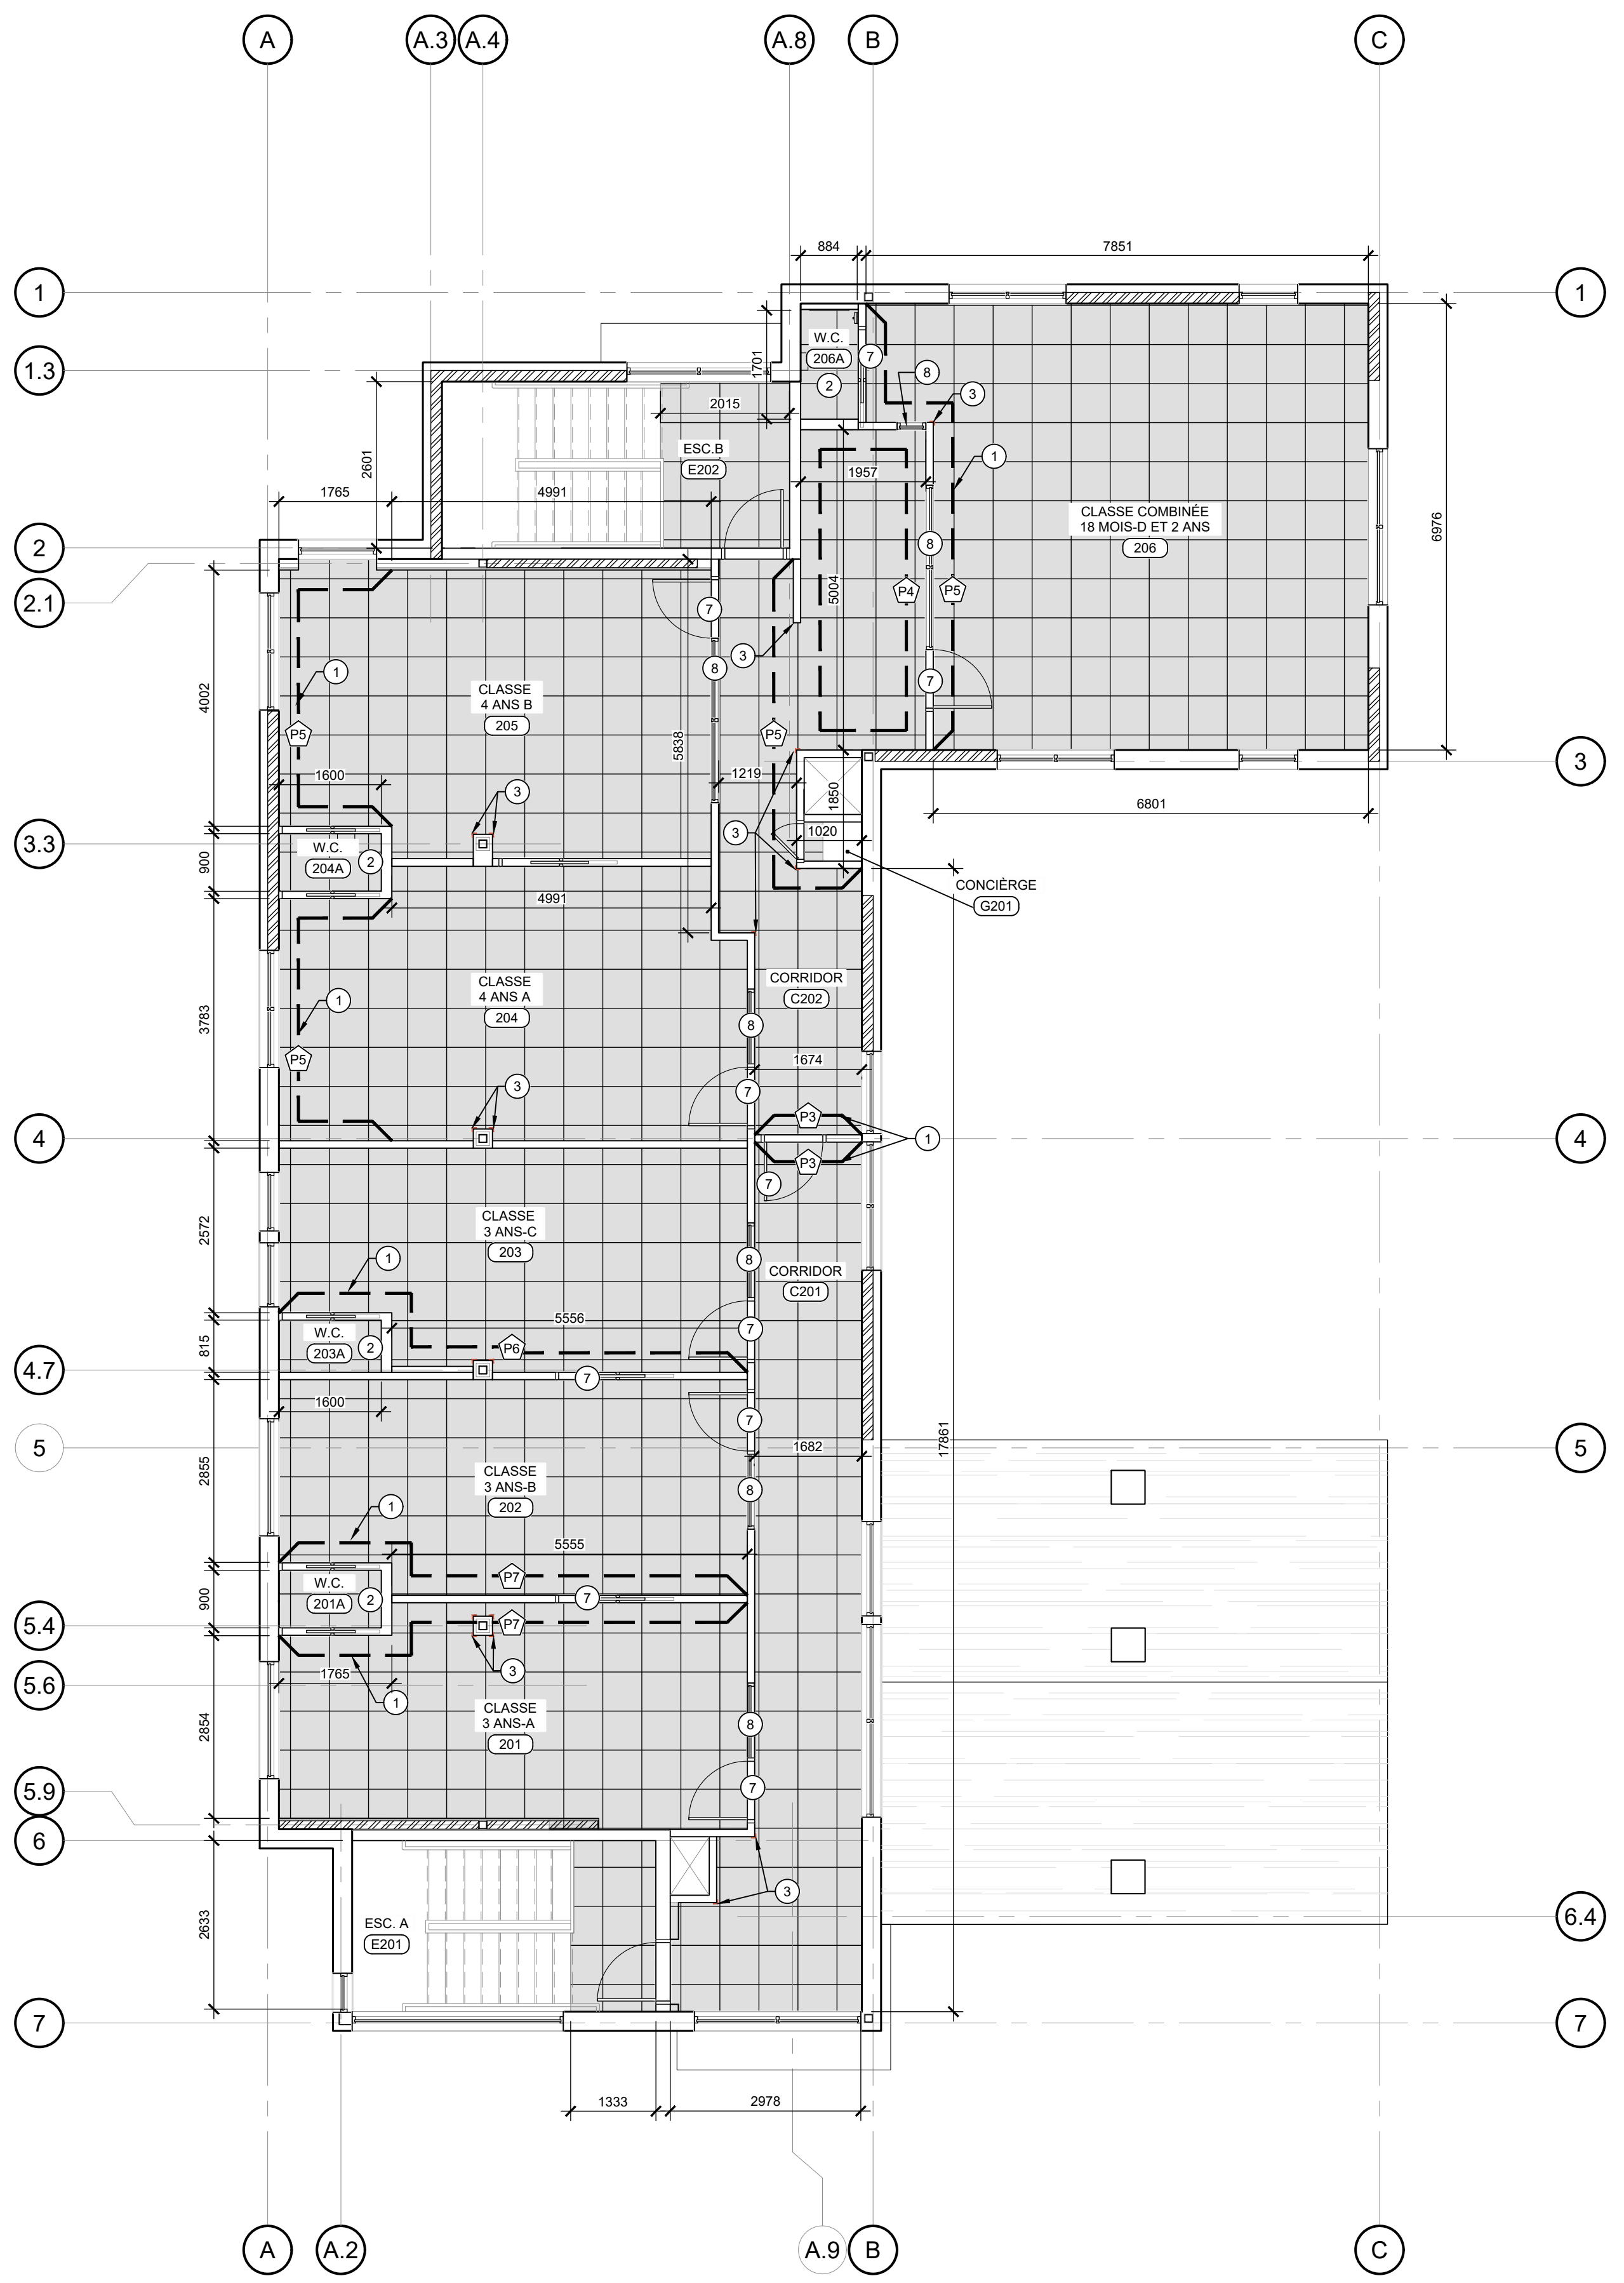 A
A.3
A.4
A.8
B
C
884
7851
1
1
1.3
1701
W.C.
206A
7
2
8
3
2015
ESC.B
E202
2601
1
1957
1765
4991
CLASSE COMBINÉE
18 MOIS-D ET 2 ANS
206
6976
2
8
2.1
5004
P4
P5
7
3
8
1
7
4002
CLASSE
4 ANS B
205
P5
5838
P5
3
1219
1600
1850
3
6801
3
1020
3.3
W.C.
204A
2
900
CONCIÈRGE
G201
4991
CORRIDOR
C202
CLASSE
4 ANS A
204
1
3783
8
P5
1674
3
7
P3
4
1
4
P3
7
CLASSE
3 ANS-C
203
2572
1
8
CORRIDOR
C201
5556
7
W.C.
203A
2
P6
815
4.7
7
1600
7
5
1682
17861
5
CLASSE
3 ANS-B
202
2855
8
1
5555
P7
W.C.
201A
2
7
900
P7
5.4
3
1765
5.6
1
CLASSE
3 ANS-A
201
2854
8
7
5.9
6
3
ESC. A
E201
2633
6.4
7
7
1333
2978
A
A.2
A.9
B
C